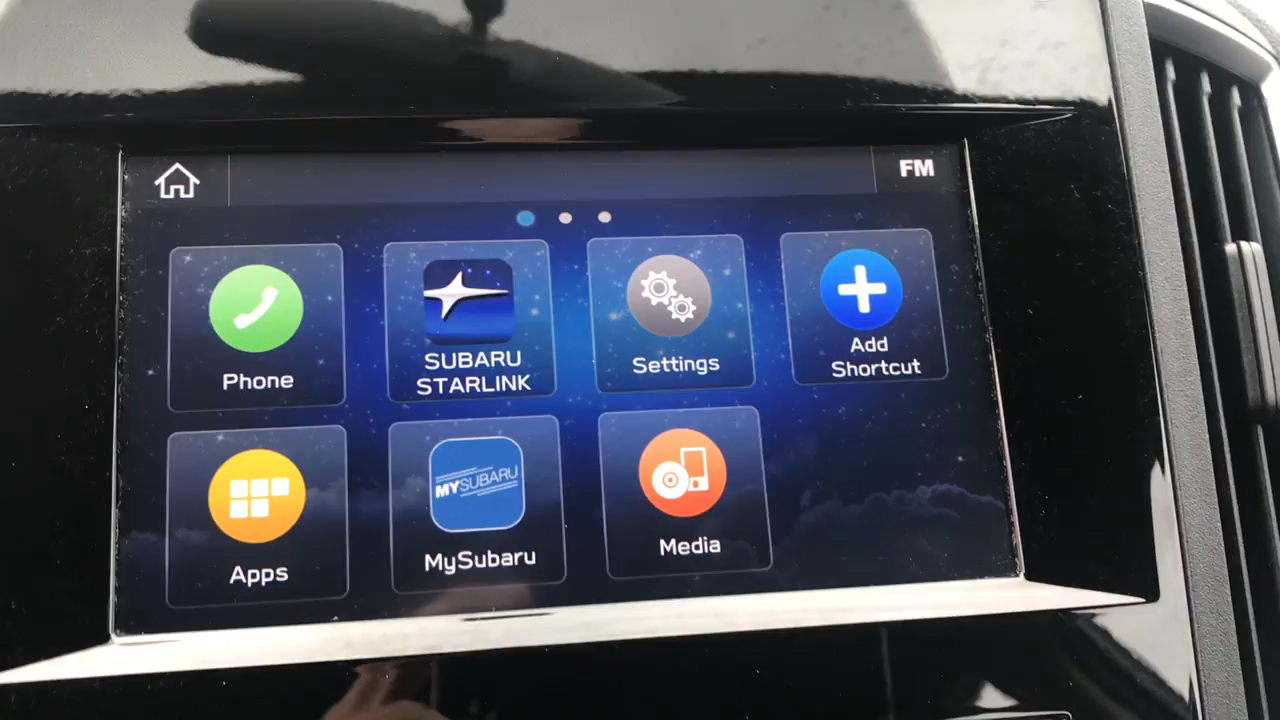 FM
Phone
SUBARU
STARLINK
Settings
Add
Shortcut
Apps
MYSUBARU
MySubaru
Media